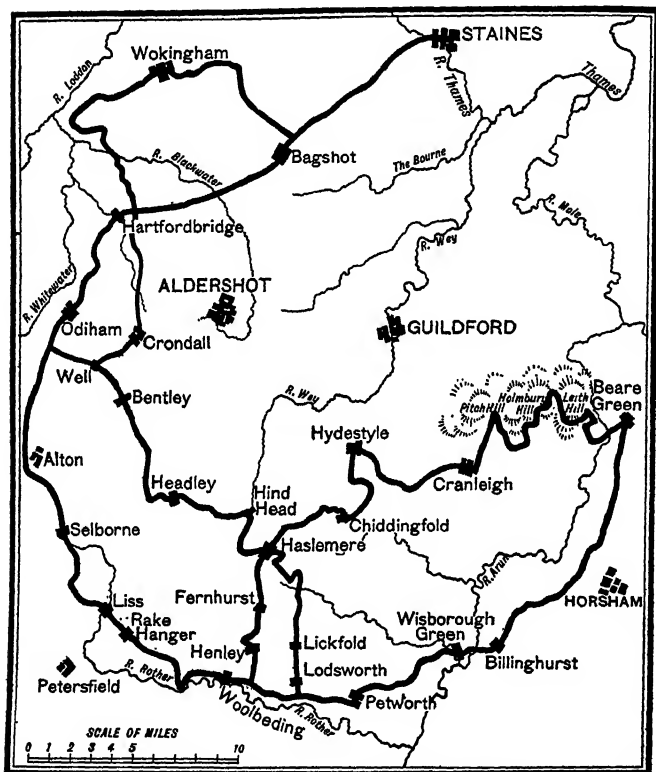 STAINES
Wokingham
R. Loddon
R. Thames
Thames
R. Blackwater
Bagshot
The Bourne
R. Mole
Hartfordbridge
R. Wey
R. Whitewater
ALDERSHOT
Odiham
Crondall
GUILDFORD
Well
Bentley
R. Wey
Pitch Hill
Holmbury
Hill
Leith
Hill
Beare
Green
Hydestyle
Alton
Cranleigh
Headley
Hind
Head
Chiddingfold
Selborne
Haslemere
R. Arun
HORSHAM
Liss
Fernhurst
Rake
Hanger
Wisborough
Green
Henley
Lickfold
Billinghurst
Petersfield
R. Rother
Lodsworth
Woolbeding
Petworth
R. Rother
SCALE OF MILES
0 1 2 3 4 5 10